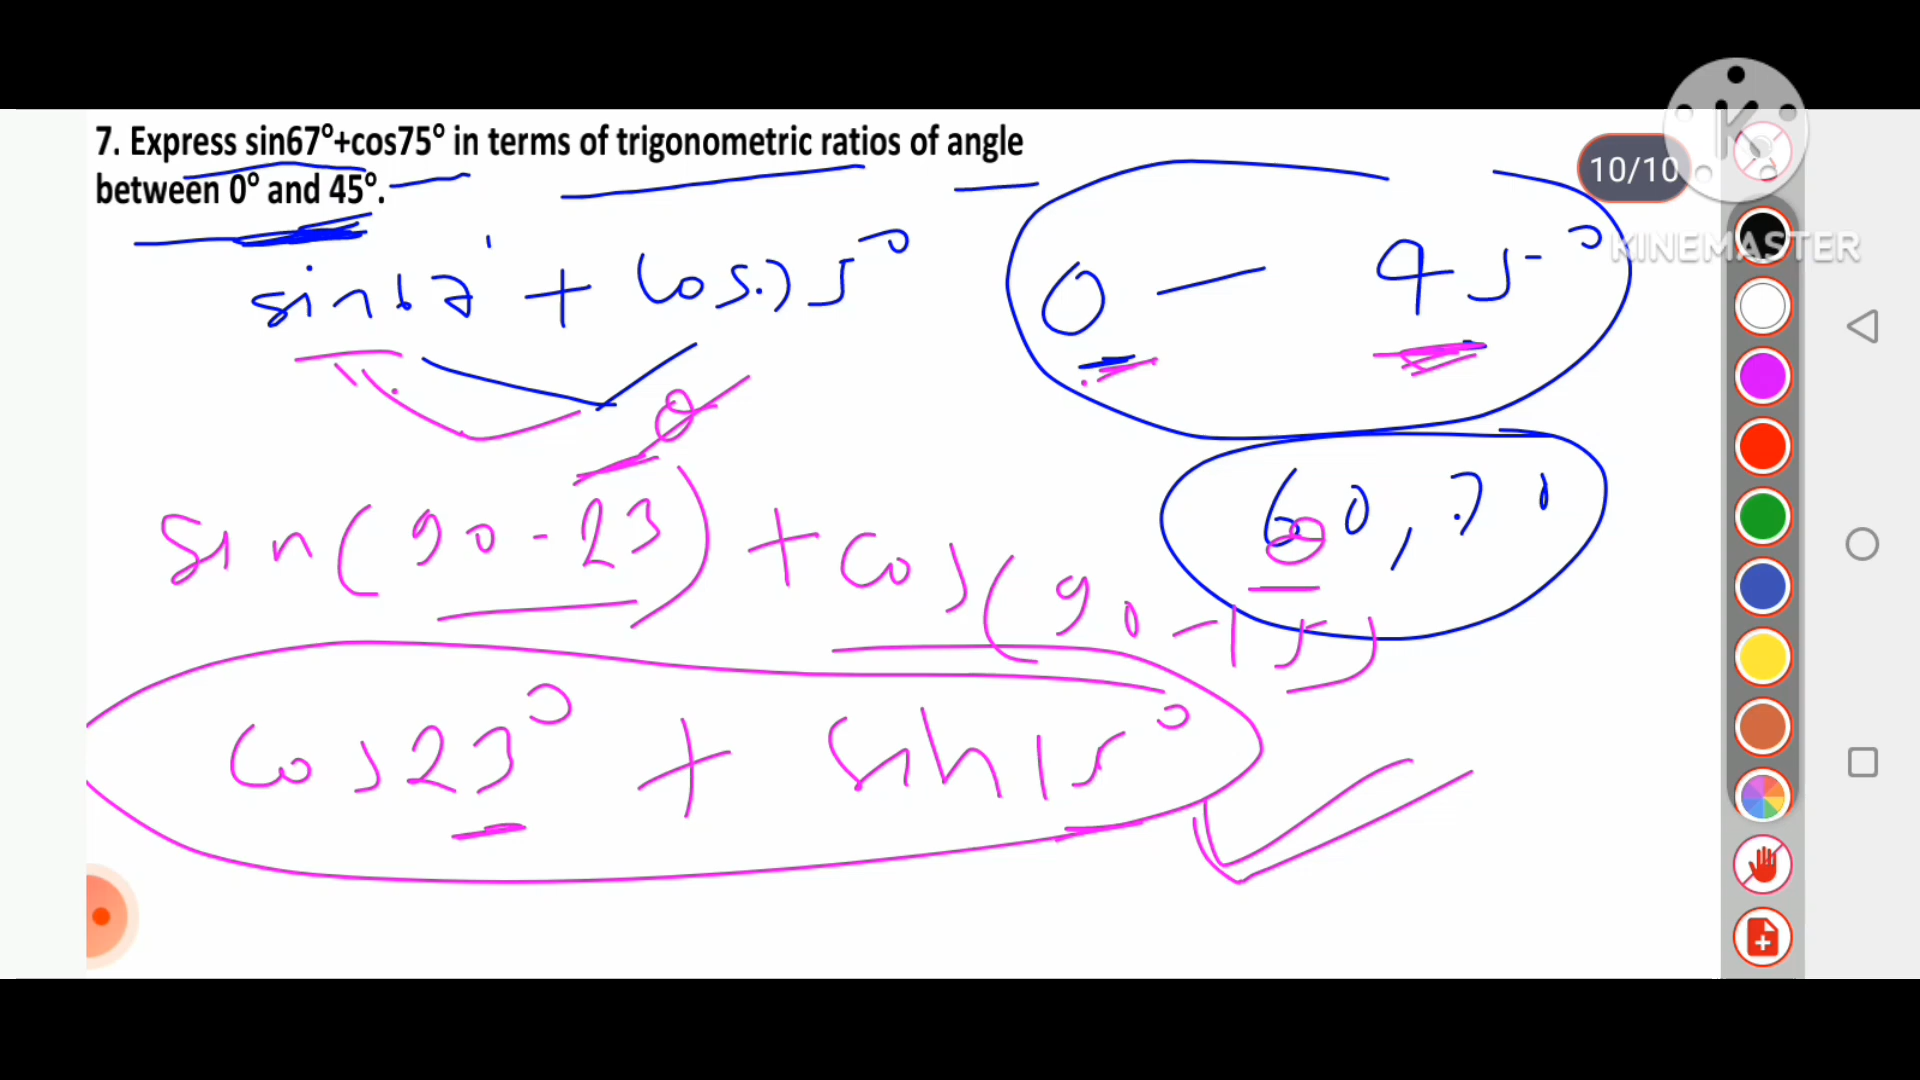 7. Express sin67°+cos75° in terms of trigonometric ratios of angle
between 0° and 45°.
10/10
KINEMASTER
sin67° + cos75°
0 — 45°
60, 70
sin(90-23) + cos(90-15)
cos23° + sin15°